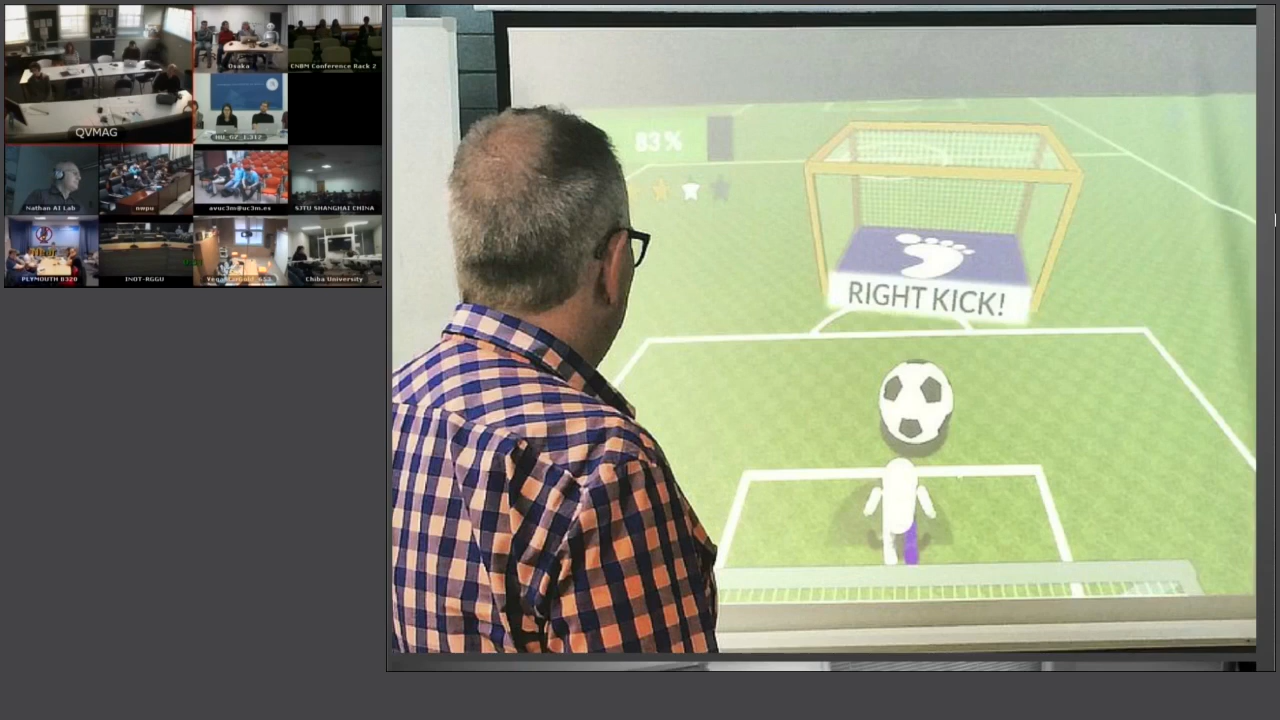 QVMAG
Osaka
CNBM Conference Rack 2
Nathan AI Lab
nwpu
avuc3m@uc3m.es
SJTU SHANGHAI CHINA
PLYMOUTH B320
INOT-RGGU
Chiba University
83 %
RIGHT KICK!